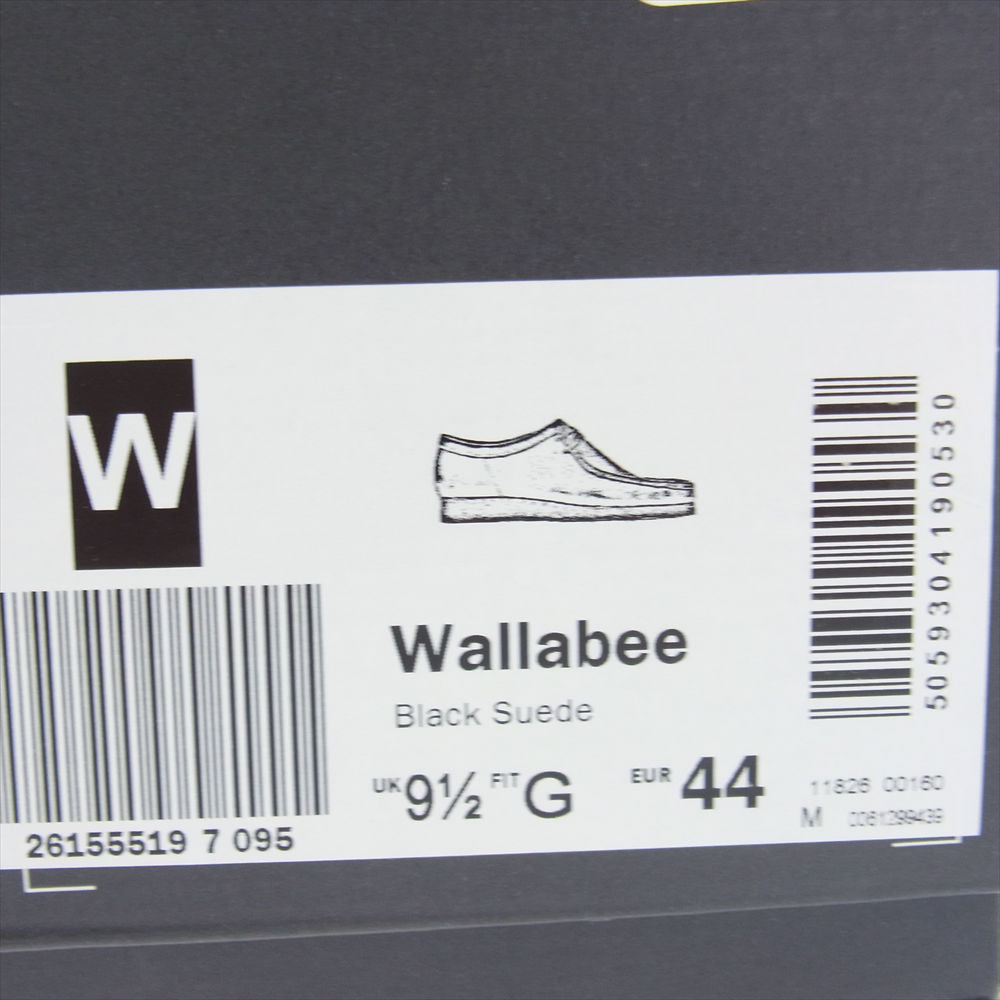 W
Wallabee
Black Suede
UK 9½ FIT G EUR 44
26155519 7 095
5059304190530
11826 00160
M 0061299439